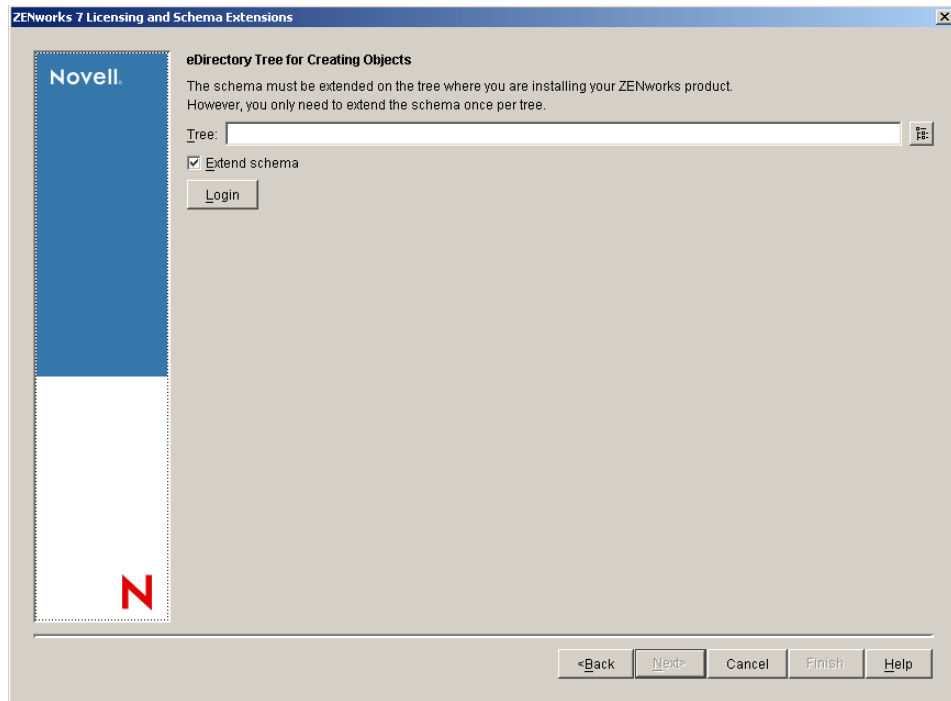 ZENworks 7 Licensing and Schema Extensions
Novell.
eDirectory Tree for Creating Objects
The schema must be extended on the tree where you are installing your ZENworks product.
However, you only need to extend the schema once per tree.
Tree:
Extend schema
Login
N
<Back Next> Cancel Finish Help